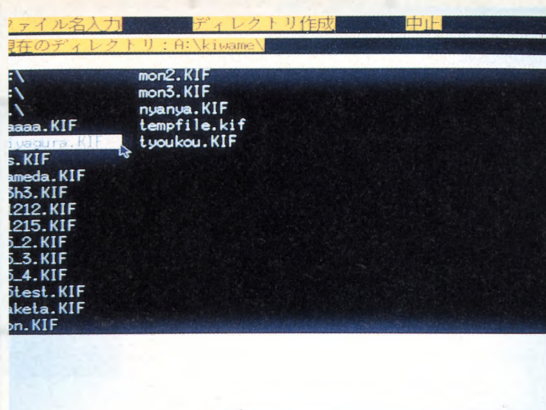 ファイル名入力 ディレクトリ作成 中止
現在のディレクトリ：A:\kiwame\
:\ mon2.KIF
:\ mon3.KIF
:\ nyanya.KIF
aaaa.KIF tempfile.kif
iyagura.KIF tyoukou.KIF
s.KIF
ameda.KIF
5h3.KIF
1212.KIF
1215.KIF
5_2.KIF
5_3.KIF
5_4.KIF
5test.KIF
aketa.KIF
on.KIF